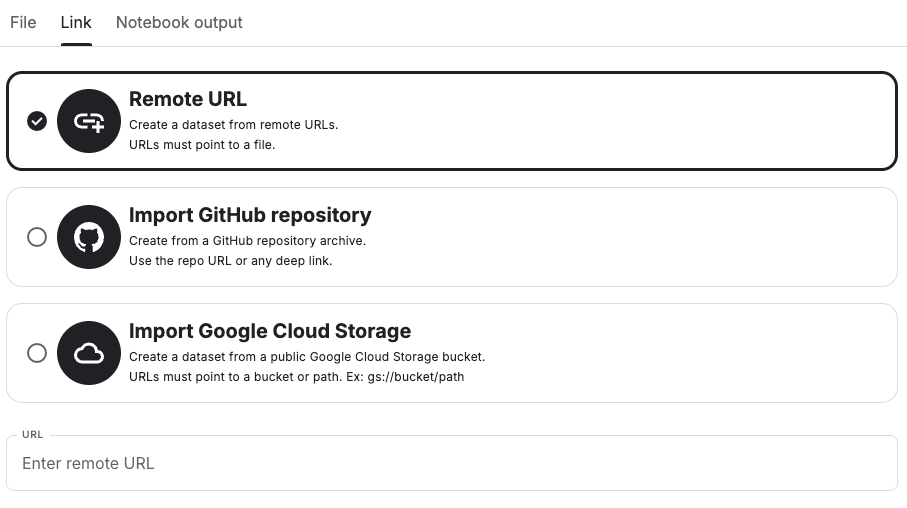 File Link Notebook output
Remote URL
Create a dataset from remote URLs.
URLs must point to a file.
Import GitHub repository
Create from a GitHub repository archive.
Use the repo URL or any deep link.
Import Google Cloud Storage
Create a dataset from a public Google Cloud Storage bucket.
URLs must point to a bucket or path. Ex: gs://bucket/path
URL
Enter remote URL